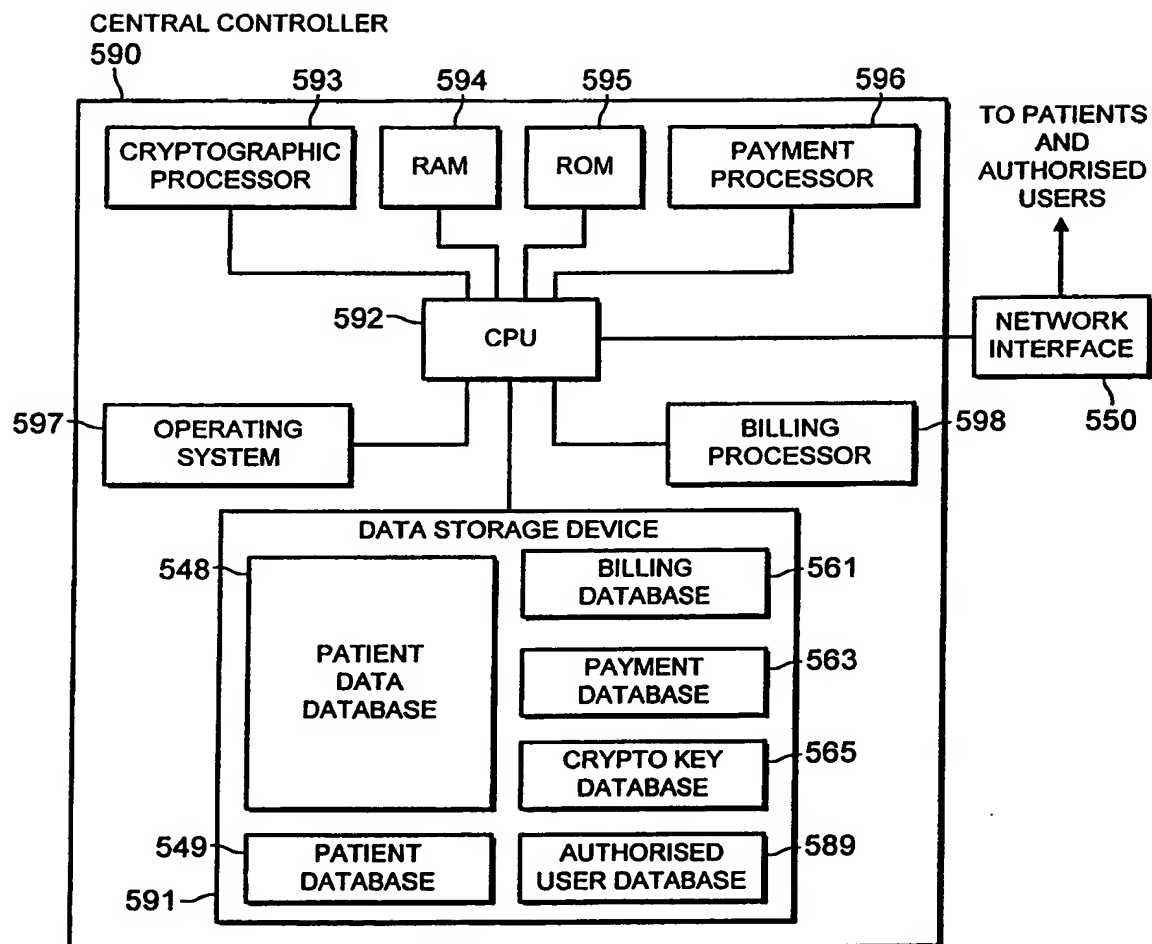 CENTRAL CONTROLLER
590
593
594
595
596
CRYPTOGRAPHIC
PROCESSOR
RAM
ROM
PAYMENT
PROCESSOR
TO PATIENTS
AND
AUTHORISED
USERS
592
CPU
NETWORK
INTERFACE
550
597
OPERATING
SYSTEM
BILLING
PROCESSOR
598
DATA STORAGE DEVICE
548
PATIENT
DATA
DATABASE
BILLING
DATABASE
561
PAYMENT
DATABASE
563
CRYPTO KEY
DATABASE
565
549
PATIENT
DATABASE
AUTHORISED
USER DATABASE
589
591